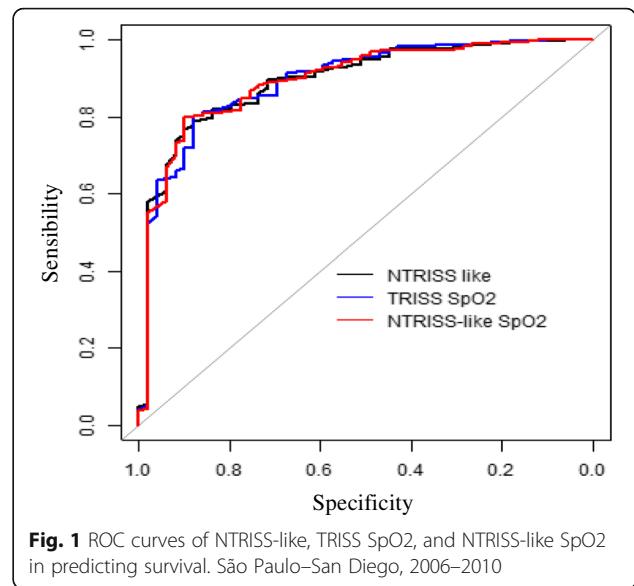 1.0
0.8
0.6
0.4
0.2
0.0
Sensibility
NTRISS like
TRISS SpO2
NTRISS-like SpO2
1.0 0.8 0.6 0.4 0.2 0.0
Specificity
Fig. 1 ROC curves of NTRISS-like, TRISS SpO2, and NTRISS-like SpO2
in predicting survival. São Paulo–San Diego, 2006–2010